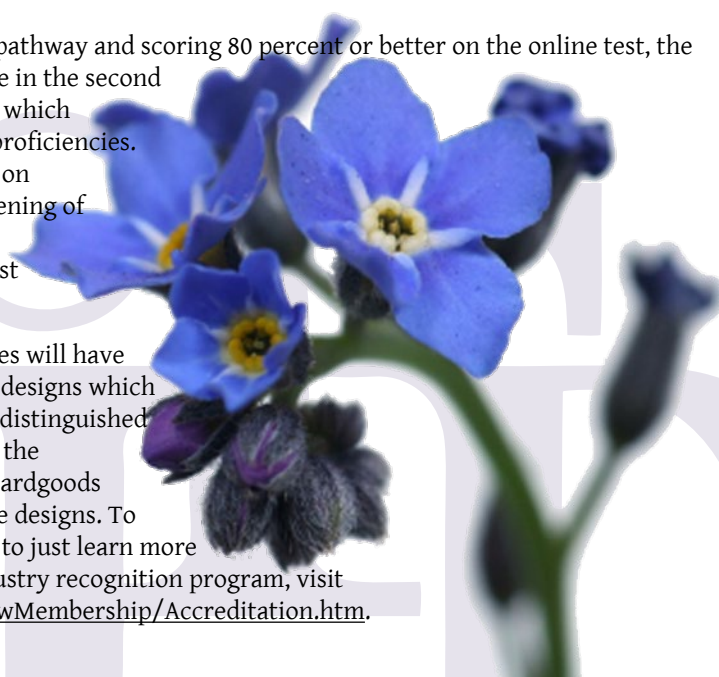 pathway and scoring 80 percent or better on the online test, the
e in the second
which
proficiencies.
on
ening of
st
es will have
designs which
distinguished
the
ardgoods
e designs. To
to just learn more
ustry recognition program, visit
wMembership/Accreditation.htm.